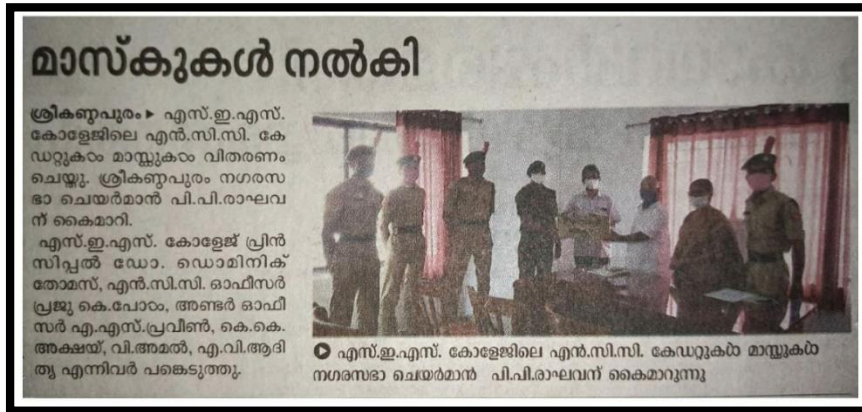 മാസ്കുകൾ നൽകി
ശ്രീകണ്ഠപുരം ▶ എസ്.ഇ.എസ്.
കോളേജിലെ എൻ.സി.സി. കേ
ഡറ്റുകൾ മാസ്കുകൾ വിതരണം
ചെയ്തു. ശ്രീകണ്ഠപുരം നഗരസ
ഭാ ചെയർമാൻ പി.പി.രാഘവ
ന് കൈമാറി.
എസ്.ഇ.എസ്. കോളേജ് പ്രിൻ
സിപ്പൽ ഡോ. ഡൊമിനിക്
തോമസ്, എൻ.സി.സി. ഓഫീസർ
പ്രജു കെ.പോൾ, അണ്ടർ ഓഫീ
സർ എ.എസ്.പ്രവീൺ, കെ.കെ.
അക്ഷയ്, വി.അമൽ, എ.വി.ആദി
ത്യ എന്നിവർ പങ്കെടുത്തു.
എസ്.ഇ.എസ്. കോളേജിലെ എൻ.സി.സി. കേഡറ്റുകൾ മാസ്കുകൾ
നഗരസഭാ ചെയർമാൻ പി.പി.രാഘവന് കൈമാറുന്നു